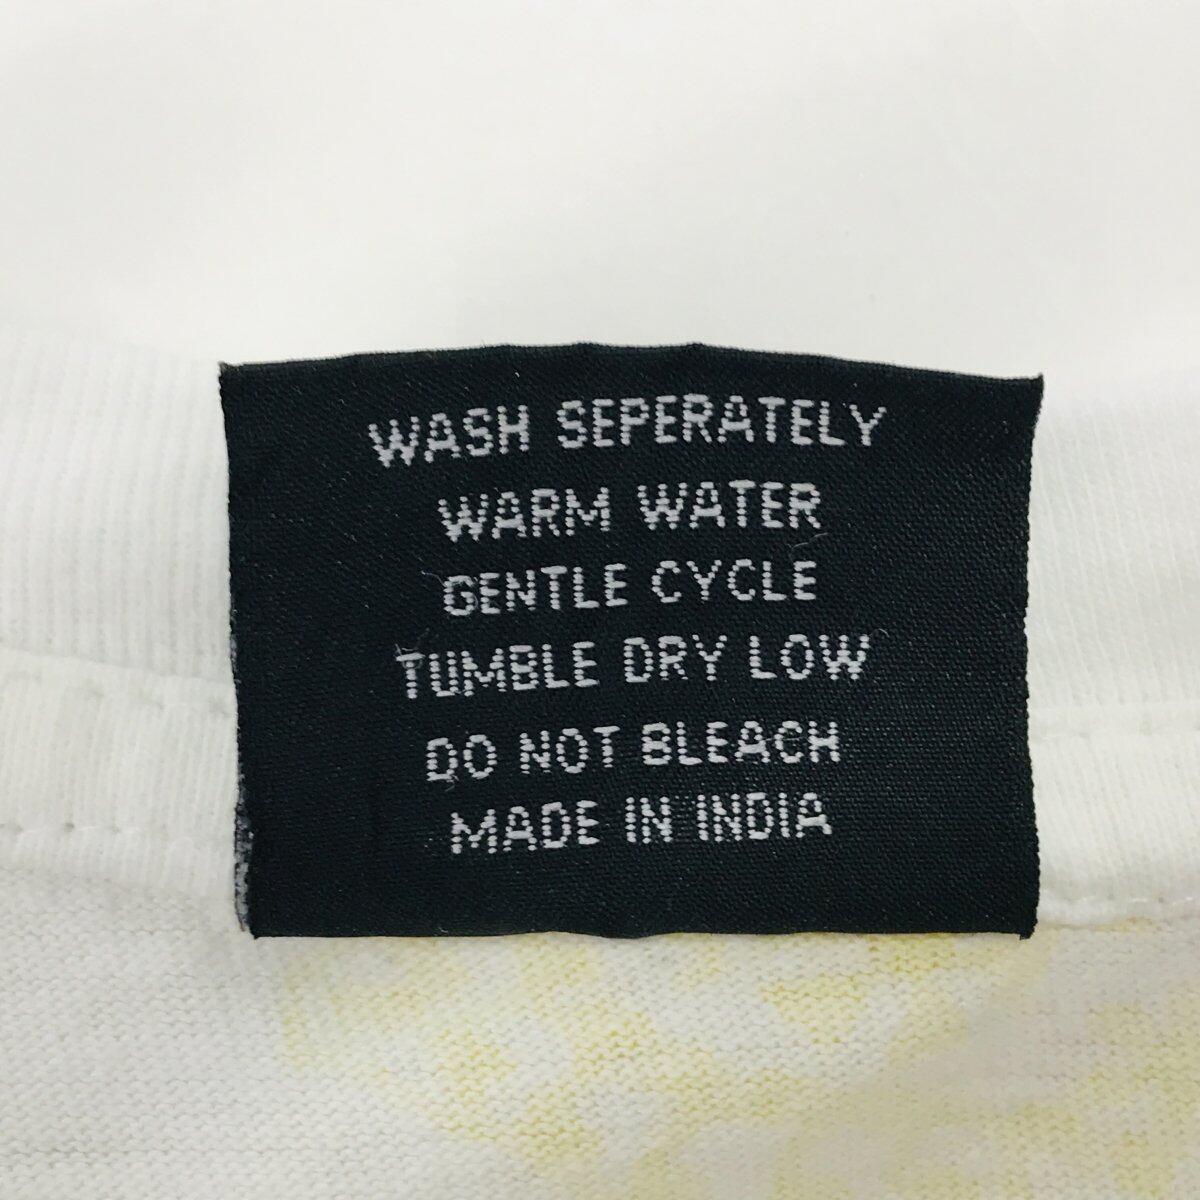 WASH SEPERATELY
WARM WATER
GENTLE CYCLE
TUMBLE DRY LOW
DO NOT BLEACH
MADE IN INDIA